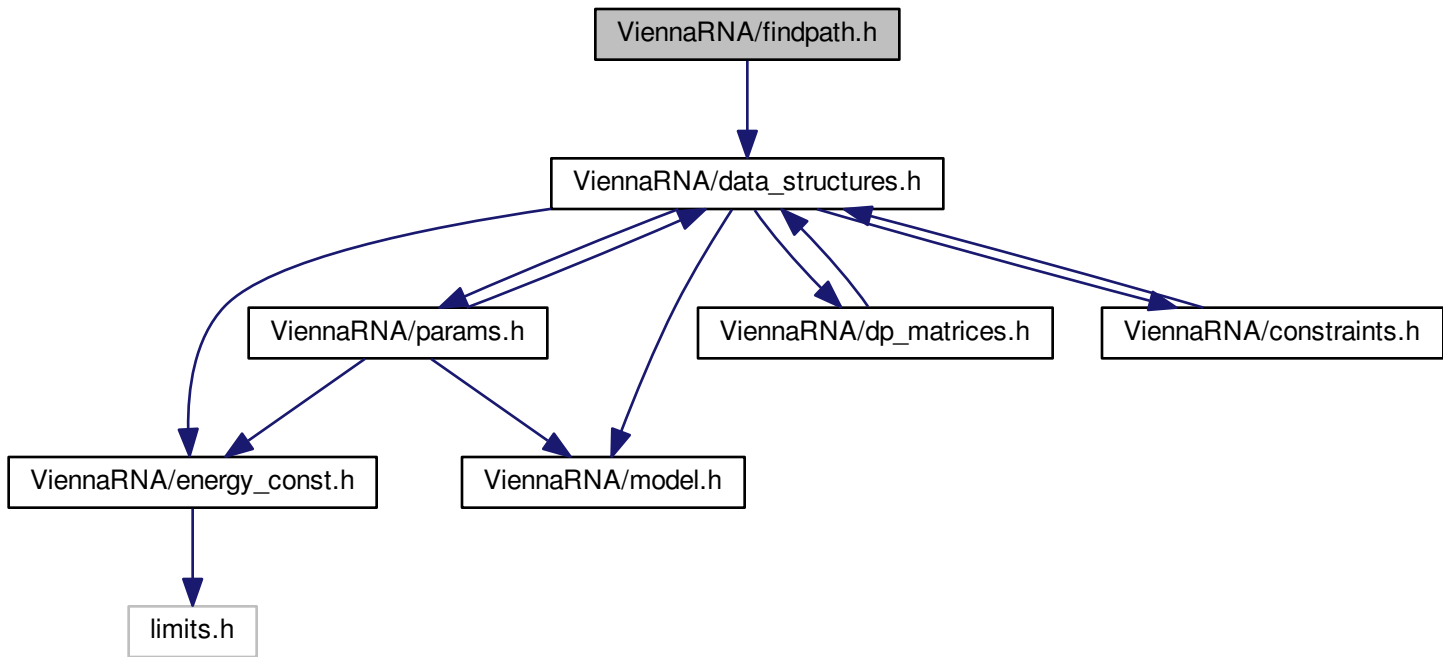 ViennaRNA/findpath.h
ViennaRNA/data_structures.h
ViennaRNA/params.h
ViennaRNA/dp_matrices.h
ViennaRNA/constraints.h
ViennaRNA/energy_const.h
ViennaRNA/model.h
limits.h